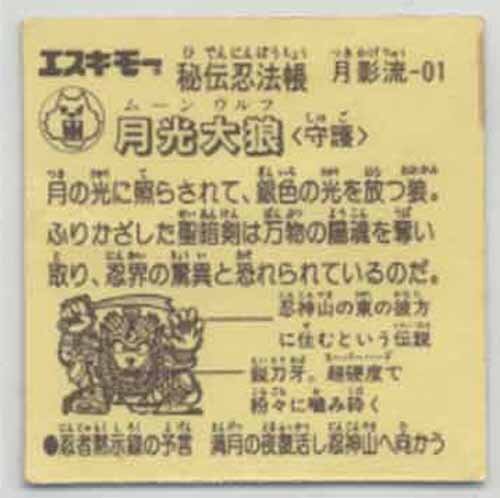 エスキモー 秘伝忍法帳 月影流-01
月光大狼〈守護〉
月の光に照らされて、銀色の光を放つ狼。
ふりかざした聖暗剣は万物の陽魂を奪い
取り、忍界の驚異と恐れられているのだ。
忍神山の東の彼方
に住むという伝説
鋭刀牙。超硬度で
粉々に噛み砕く
●忍者黙示録の予言 満月の夜復活し忍神山へ向かう